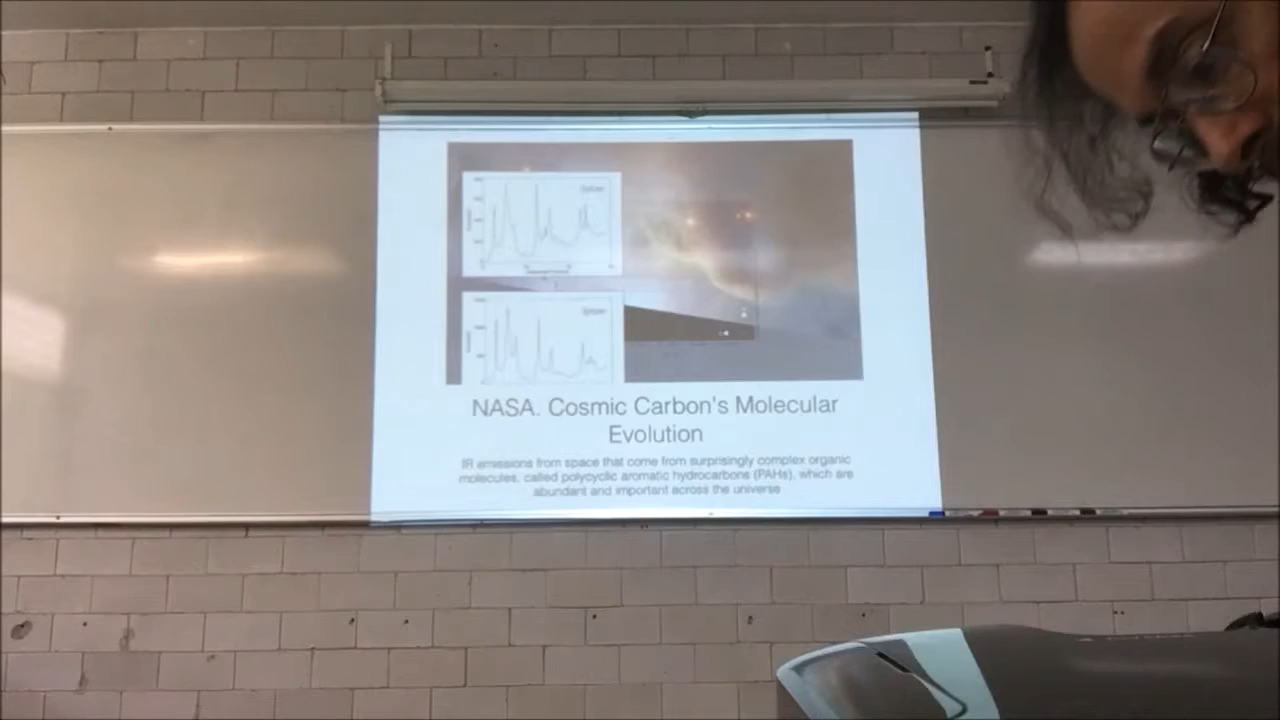 Spitzer
NASA. Cosmic Carbon's Molecular
Evolution
IR emissions from space that come from surprisingly complex organic
molecules, called polycyclic aromatic hydrocarbons (PAHs), which are
abundant and important across the universe